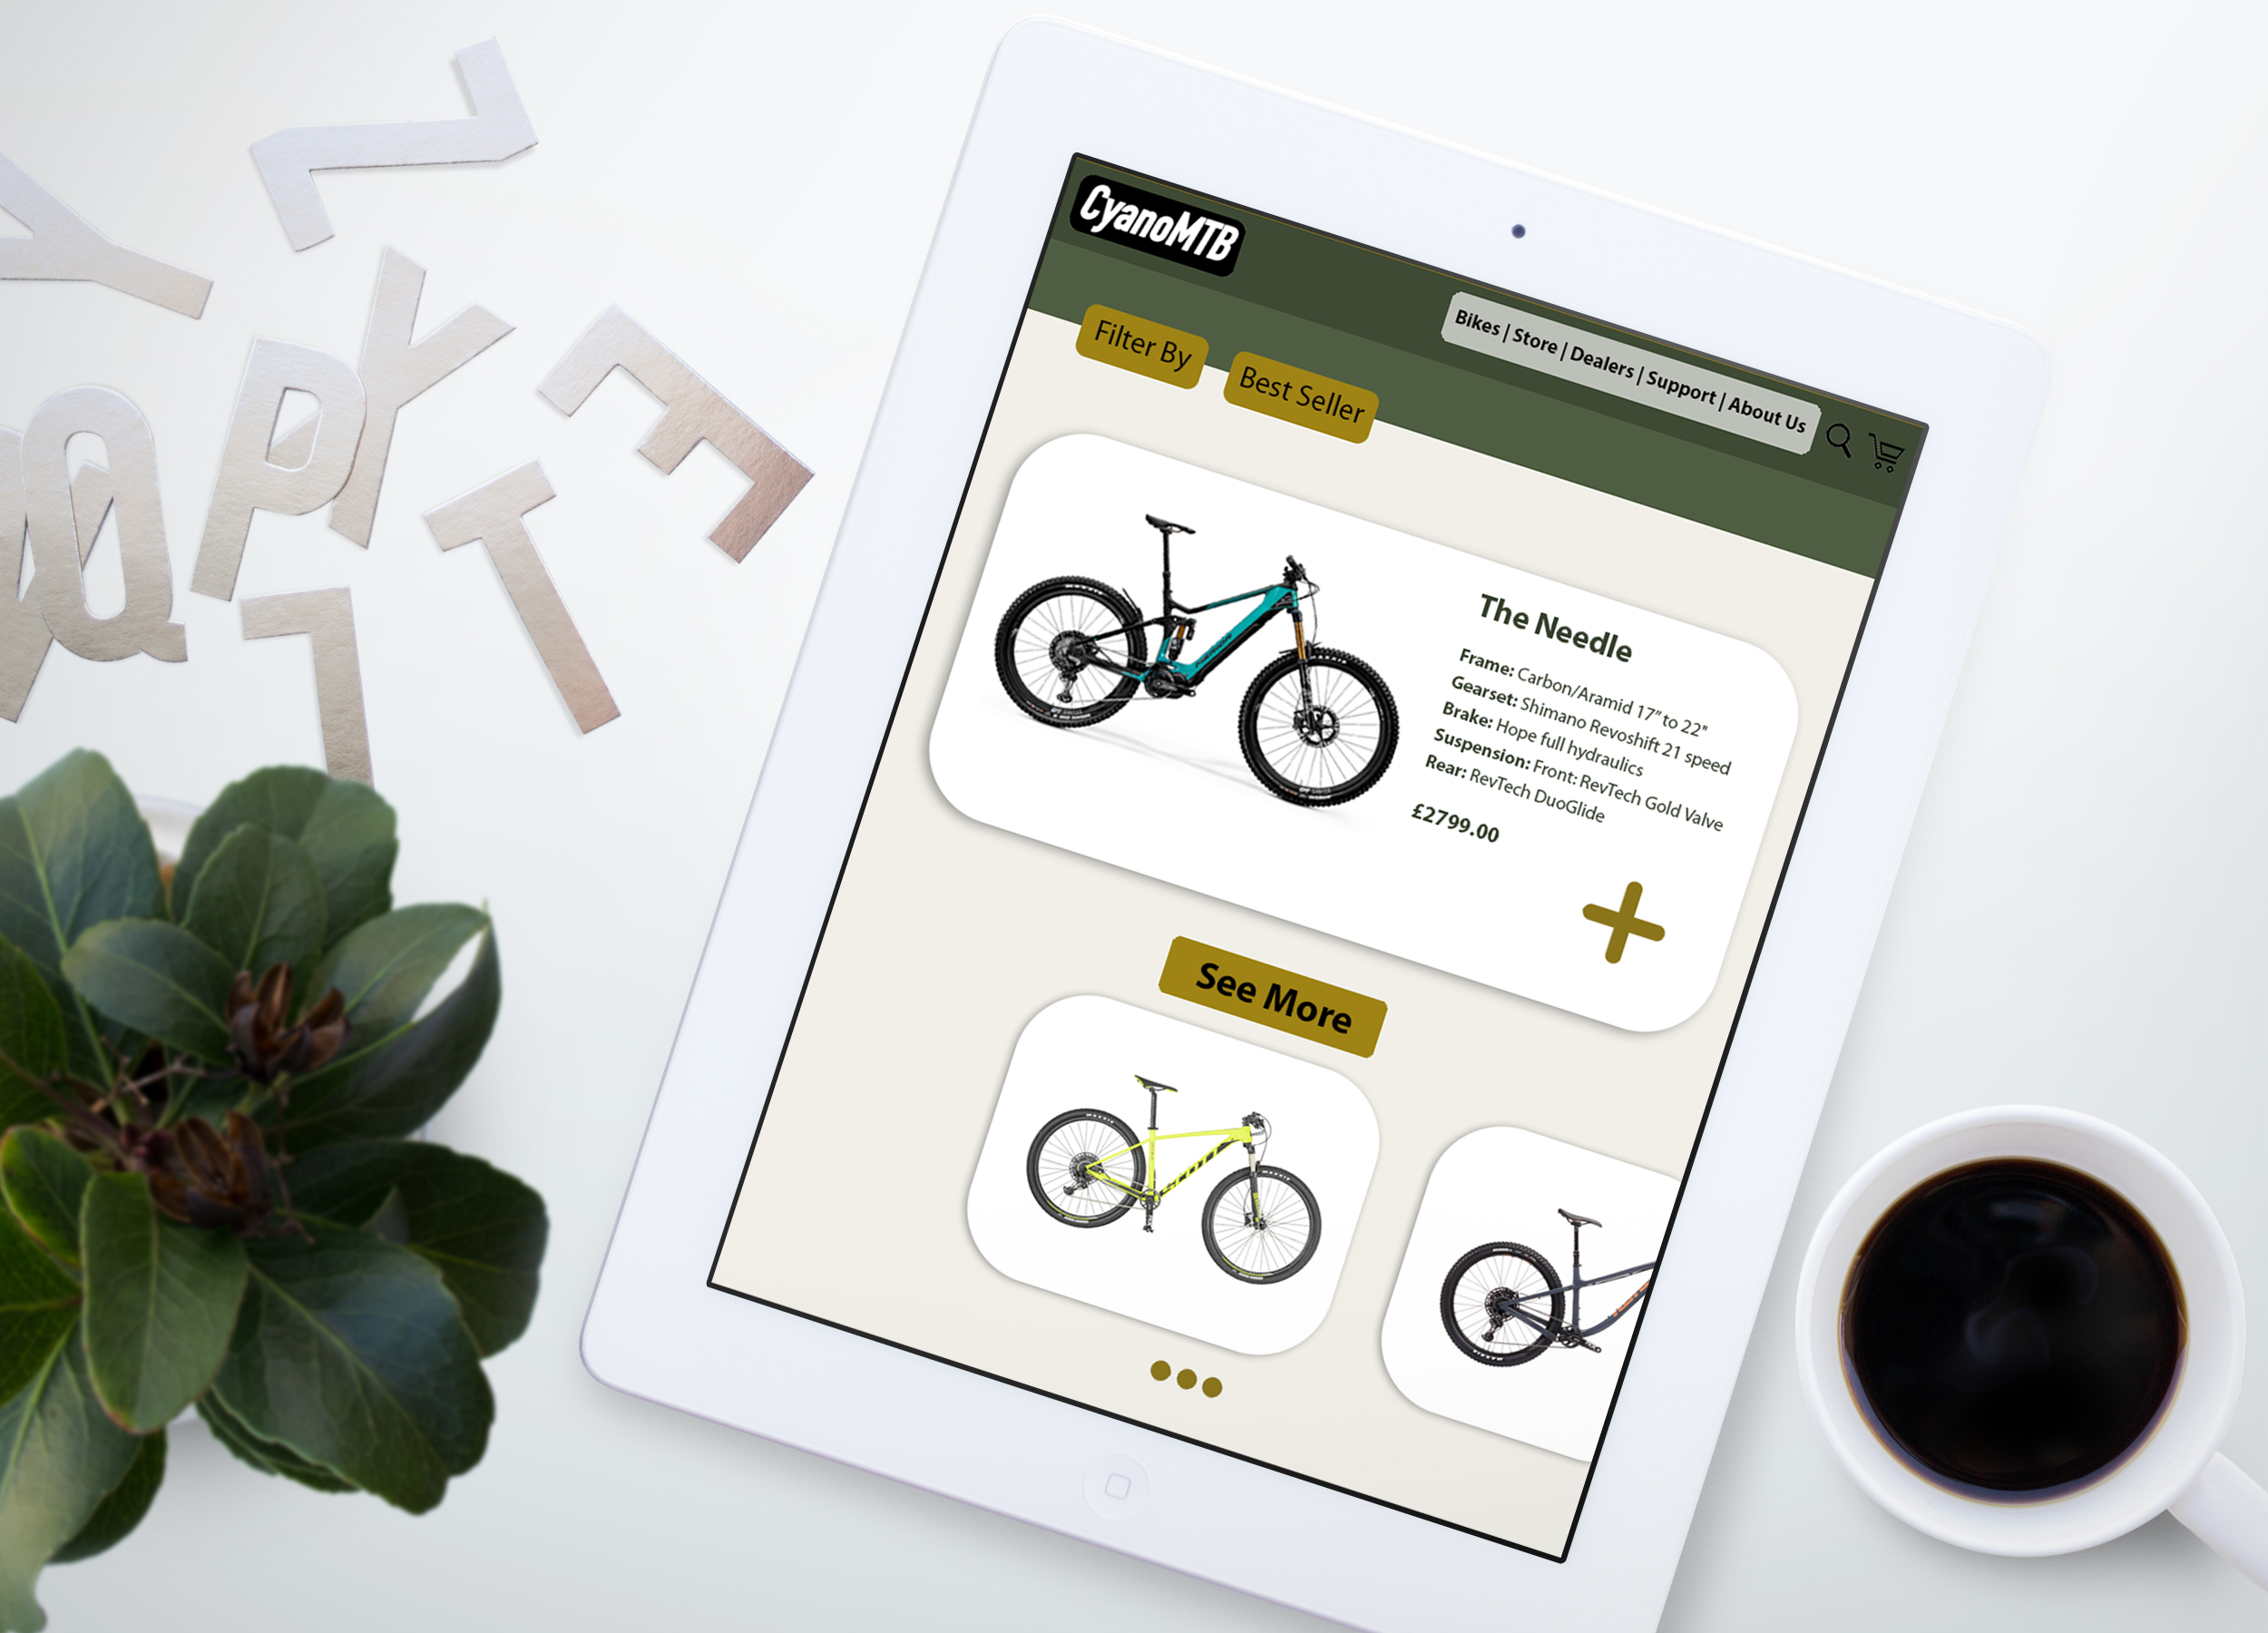 CyanoMTB
Bikes | Store | Dealers | Support | About Us
Filter By
Best Seller
The Needle
Frame: Carbon/Aramid 17” to 22"
Gearset: Shimano Revoshift 21 speed
Brake: Hope full hydraulics
Suspension: Front: RevTech Gold Valve
Rear: RevTech DuoGlide
£2799.00
See More
SCOTT
Z
Y
Y
E
P
Q
T
L